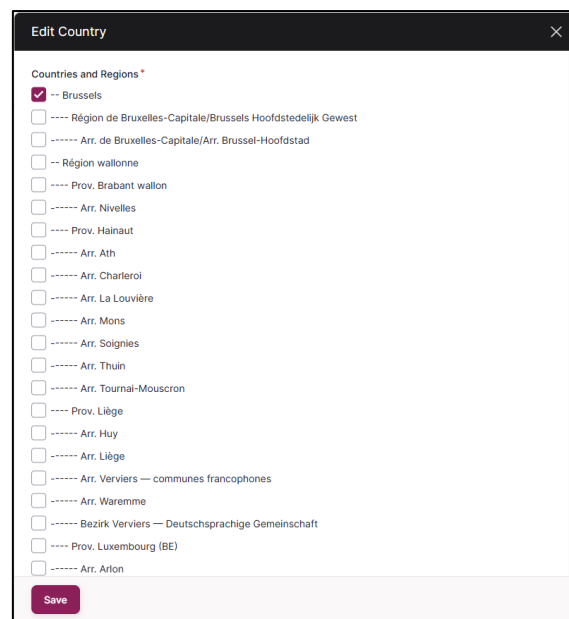 Edit Country
Countries and Regions *
-- Brussels
---- Région de Bruxelles-Capitale/Brussels Hoofdstedelijk Gewest
------ Arr. de Bruxelles-Capitale/Arr. Brussel-Hoofdstad
-- Région wallonne
---- Prov. Brabant wallon
------ Arr. Nivelles
---- Prov. Hainaut
------ Arr. Ath
------ Arr. Charleroi
------ Arr. La Louvière
------ Arr. Mons
------ Arr. Soignies
------ Arr. Thuin
------ Arr. Tournai-Mouscron
---- Prov. Liège
------ Arr. Huy
------ Arr. Liège
------ Arr. Verviers — communes francophones
------ Arr. Waremme
------ Bezirk Verviers — Deutschsprachige Gemeinschaft
---- Prov. Luxembourg (BE)
------ Arr. Arlon
Save